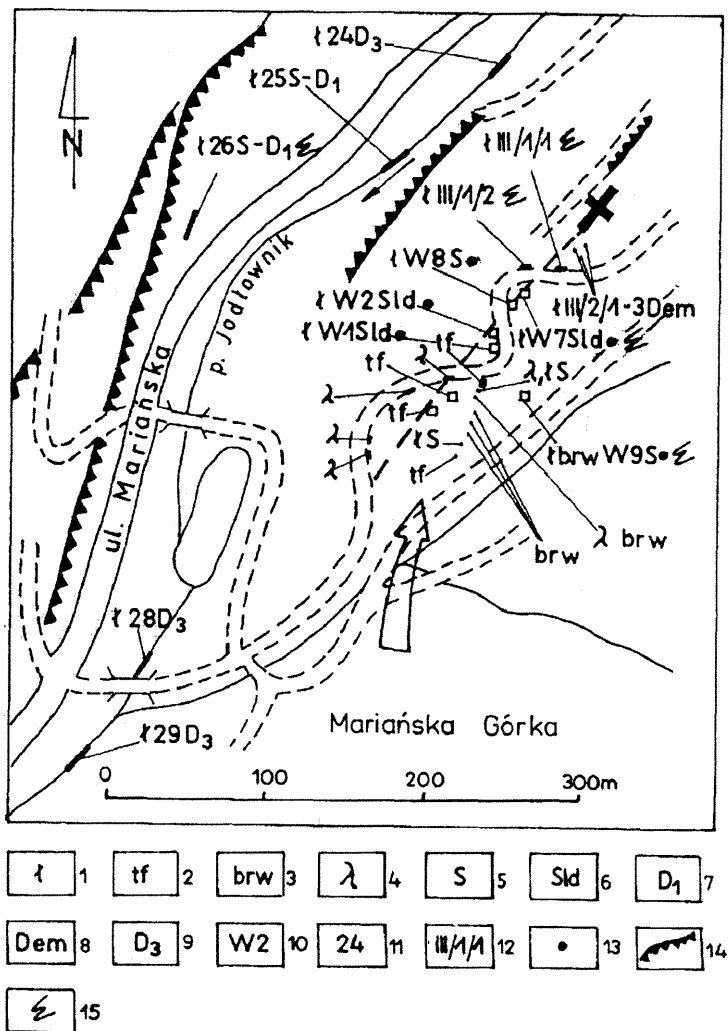 ł24D₃
ł25S-D₁
ł26S-D₁ Ɛ
N
łIII/1/1 Ɛ
łIII/1/2 Ɛ
łW8S•
łIII/2/1-3Dem
łW2Sld•
łW7Sld•Ɛ
łW1Sld•
tf
λ
tf
λ, łS
λ
tf
λ
łS
łbrwW9S•Ɛ
λ
tf
brw
λ brw
p. Jodłownik
ul. Mariańska
ł28D₃
ł29D₃
Mariańska Górka
0 100 200 300m
ł 1 tf 2 brw 3 λ 4 S 5 Sld 6 D₁ 7
Dem 8 D₃ 9 W2 10 24 11 III/1/1 12 • 13 14
Ɛ 15